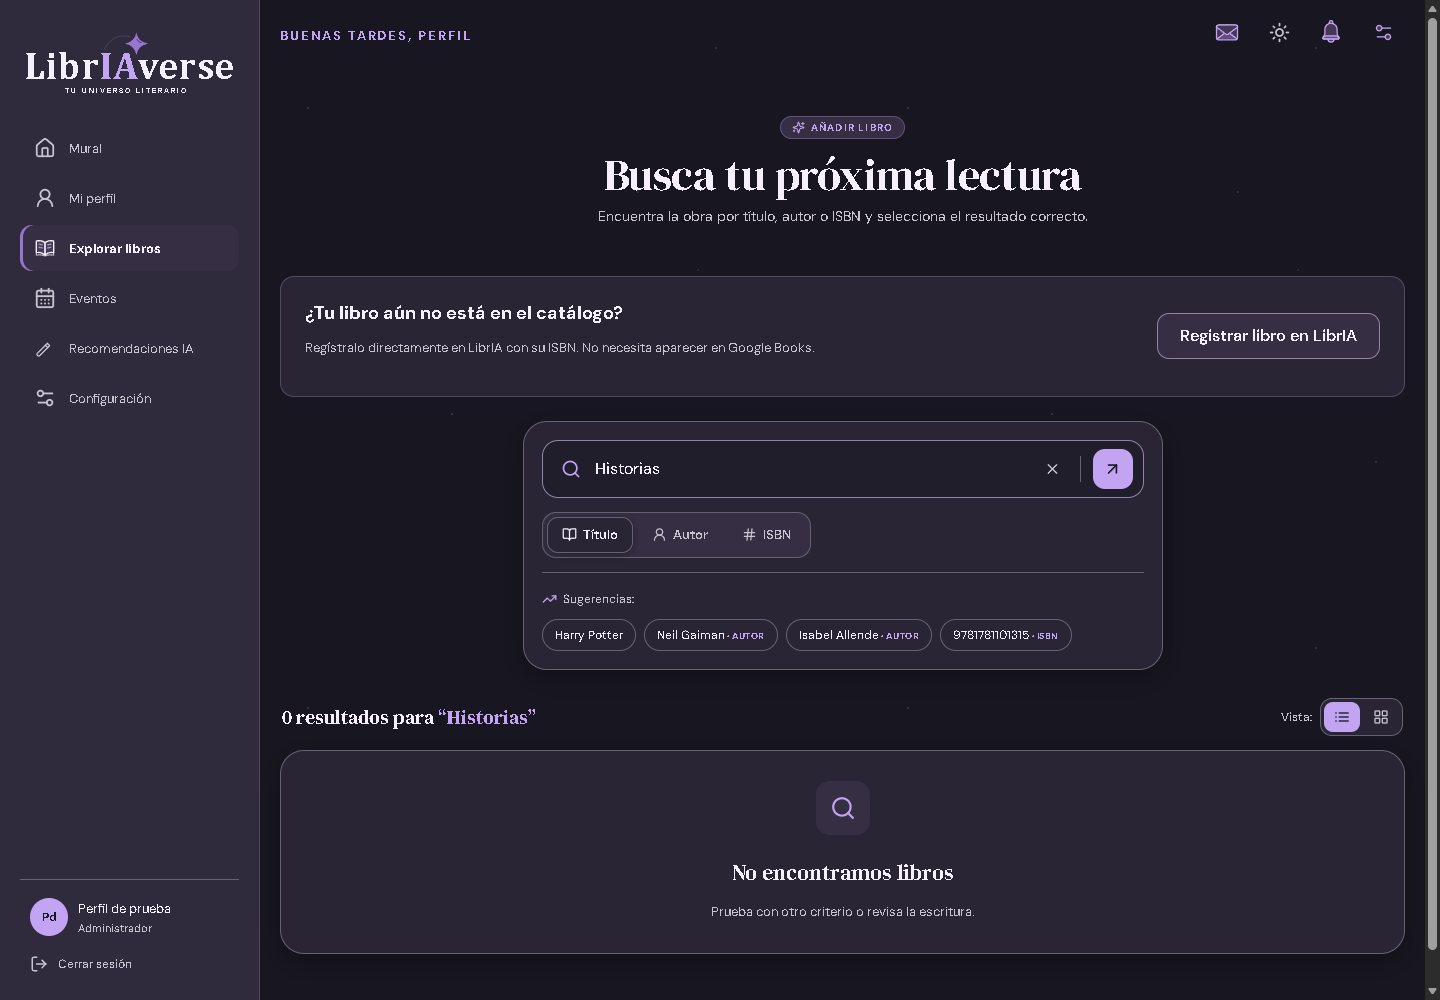 LibrIAverse
TU UNIVERSO LITERARIO
Mural
Mi perfil
Explorar libros
Eventos
Recomendaciones IA
Configuración
Pd
Perfil de prueba
Administrador
Cerrar sesión
BUENAS TARDES, PERFIL
AÑADIR LIBRO
Busca tu próxima lectura
Encuentra la obra por título, autor o ISBN y selecciona el resultado correcto.
¿Tu libro aún no está en el catálogo?
Regístralo directamente en LibrIA con su ISBN. No necesita aparecer en Google Books.
Registrar libro en LibrIA
Historias
Título
Autor
ISBN
Sugerencias:
Harry Potter
Neil Gaiman · AUTOR
Isabel Allende · AUTOR
9781781101315 · ISBN
0 resultados para “Historias”
Vista:
No encontramos libros
Prueba con otro criterio o revisa la escritura.